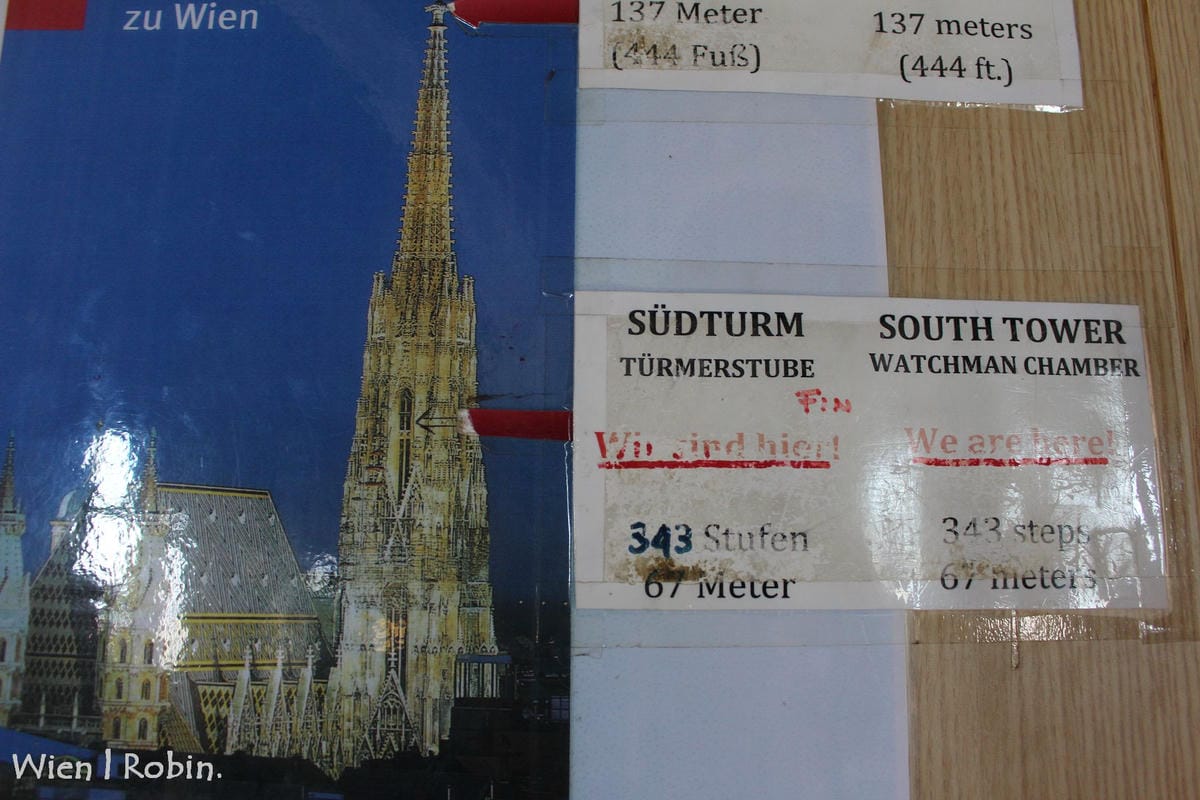 zu Wien
137 Meter
(444 Fuß)
137 meters
(444 ft.)
SÜDTURM
TÜRMERSTUBE
FIN
Wir sind hier!
343 Stufen
67 Meter
SOUTH TOWER
WATCHMAN CHAMBER
We are here!
343 steps
67 meters
Wien | Robin.